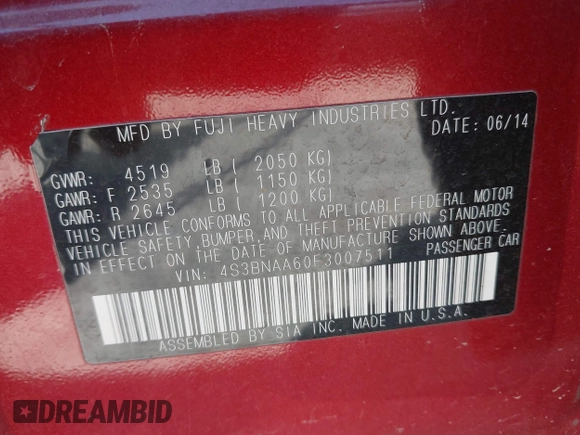 MFD BY FUJI HEAVY INDUSTRIES LTD.
DATE: 06/14
GVWR: 4519 LB ( 2050 KG)
GAWR: F 2535 LB ( 1150 KG)
GAWR: R 2645 LB ( 1200 KG)
THIS VEHICLE CONFORMS TO ALL APPLICABLE FEDERAL MOTOR
VEHICLE SAFETY, BUMPER, AND THEFT PREVENTION STANDARDS
IN EFFECT ON THE DATE OF MANUFACTURE SHOWN ABOVE.
VIN: 4S3BNAA60F3007511 PASSENGER CAR
ASSEMBLED BY SIA INC. MADE IN U.S.A.
DREAMBID